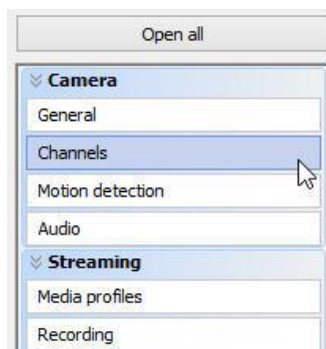 Open all
Camera
General
Channels
Motion detection
Audio
Streaming
Media profiles
Recording